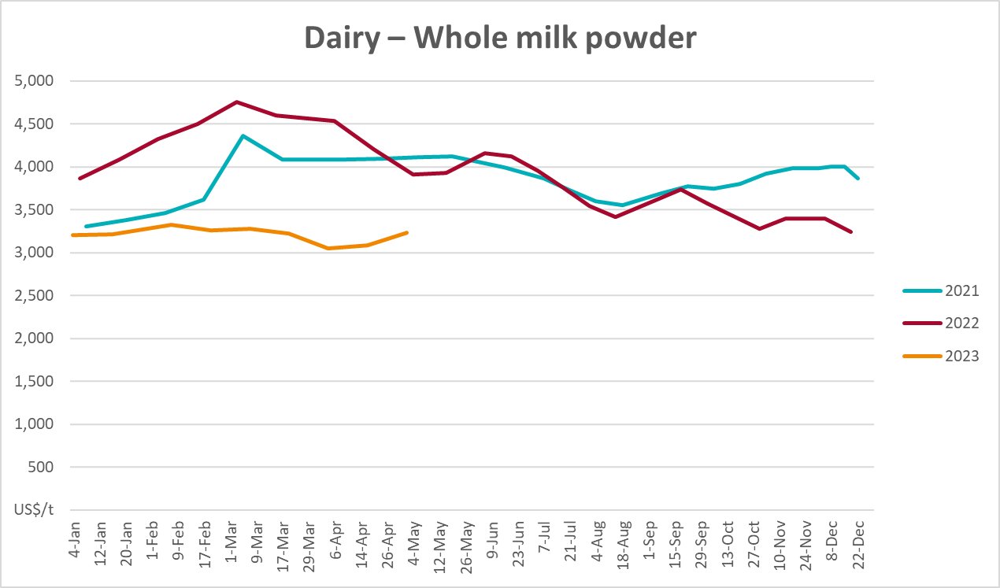 Dairy – Whole milk powder
5,000
4,500
4,000
3,500
3,000
2,500
2,000
1,500
1,000
500
US$/t
2021
2022
2023
4-Jan
12-Jan
20-Jan
1-Feb
9-Feb
17-Feb
1-Mar
9-Mar
17-Mar
29-Mar
6-Apr
14-Apr
26-Apr
4-May
12-May
26-May
9-Jun
23-Jun
7-Jul
21-Jul
4-Aug
18-Aug
1-Sep
15-Sep
29-Sep
13-Oct
27-Oct
10-Nov
24-Nov
8-Dec
22-Dec